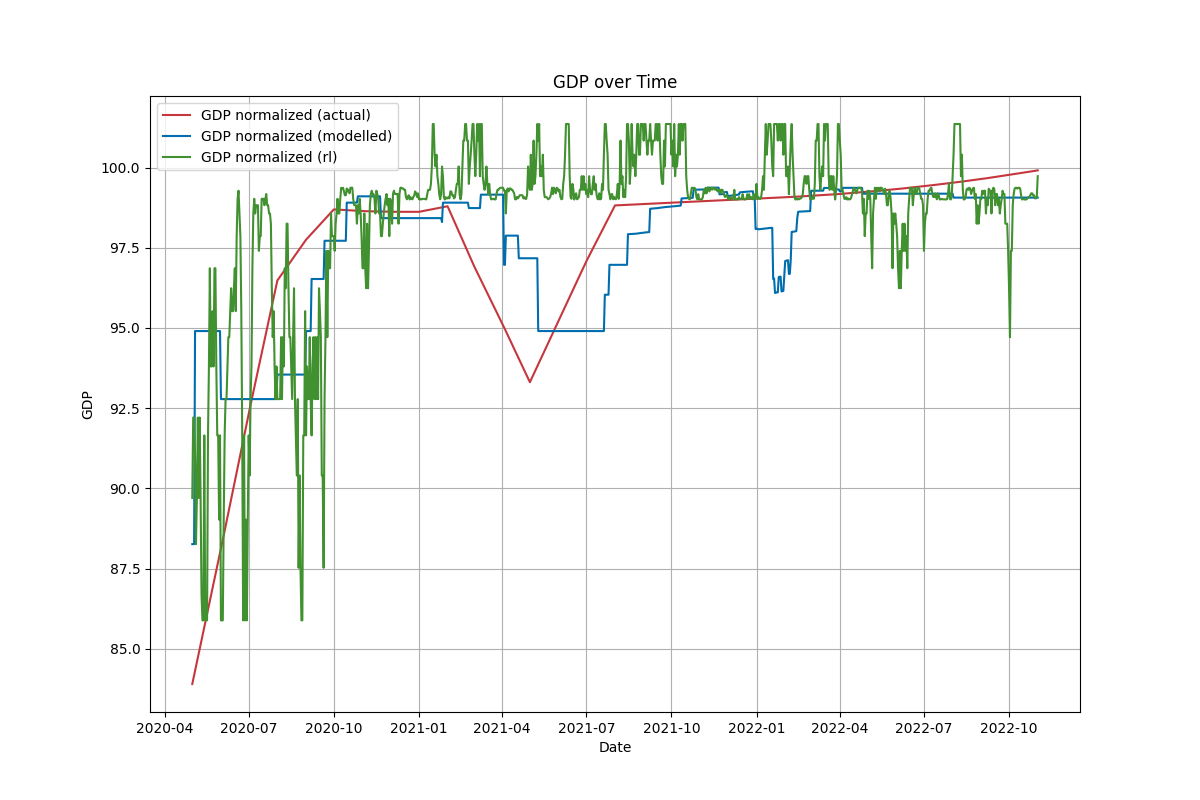 GDP over Time
GDP normalized (actual)
GDP normalized (modelled)
GDP normalized (rl)
GDP
100.0
97.5
95.0
92.5
90.0
87.5
85.0
2020-04 2020-07 2020-10 2021-01 2021-04 2021-07 2021-10 2022-01 2022-04 2022-07 2022-10
Date